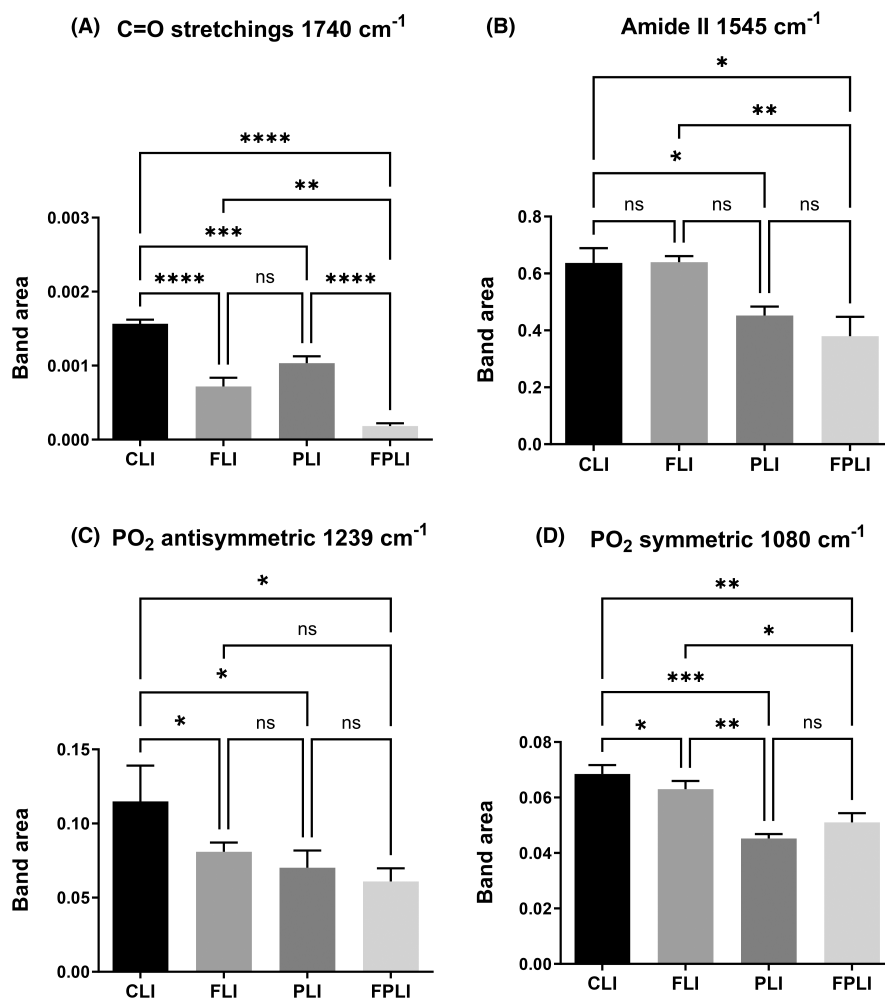 (A) C=O stretchings 1740 cm⁻¹
****
**
***
**** ns ****
0.003
0.002
0.001
0.000
Band area
CLI FLI PLI FPLI
(B) Amide II 1545 cm⁻¹
*
**
*
ns ns ns
0.8
0.6
0.4
0.2
0.0
Band area
CLI FLI PLI FPLI
(C) PO₂ antisymmetric 1239 cm⁻¹
*
ns
*
* ns ns
0.15
0.10
0.05
0.00
Band area
CLI FLI PLI FPLI
(D) PO₂ symmetric 1080 cm⁻¹
**
*
***
* ** ns
0.08
0.06
0.04
0.02
0.00
Band area
CLI FLI PLI FPLI